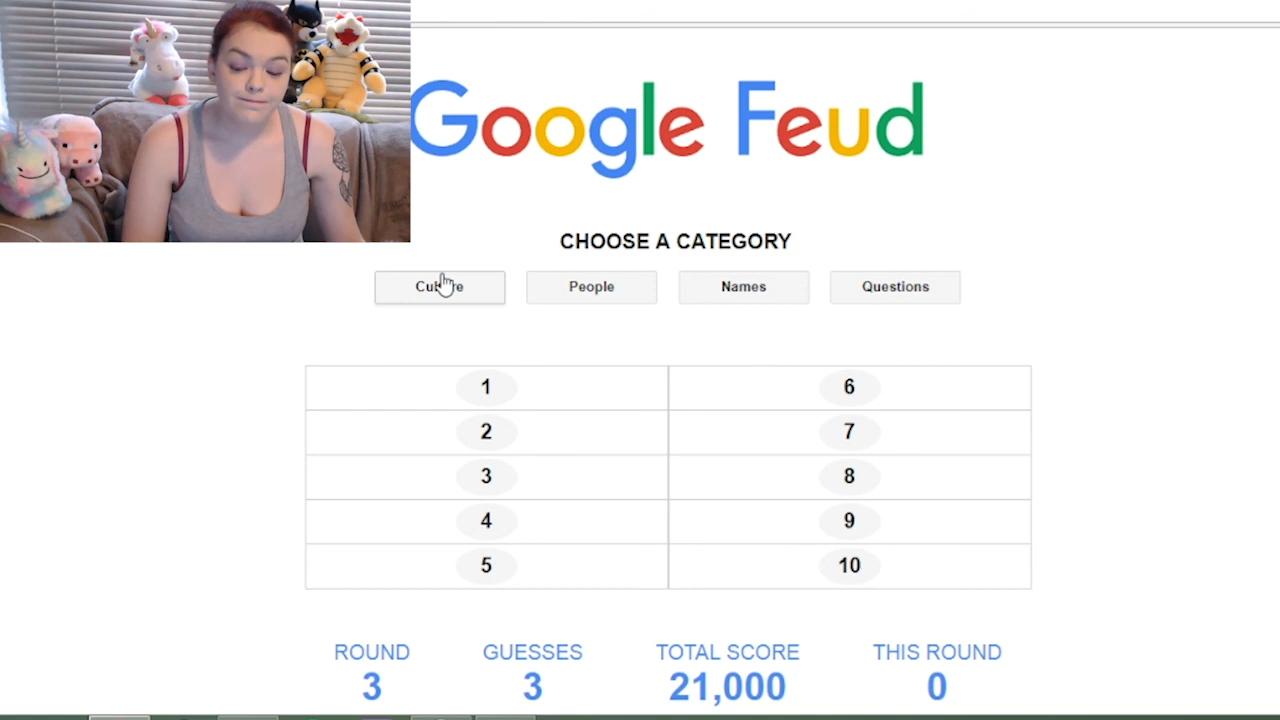 Google Feud
CHOOSE A CATEGORY
People Names Questions
1 6
2 7
3 8
4 9
5 10
ROUND GUESSES TOTAL SCORE THIS ROUND
3 3 21,000 0